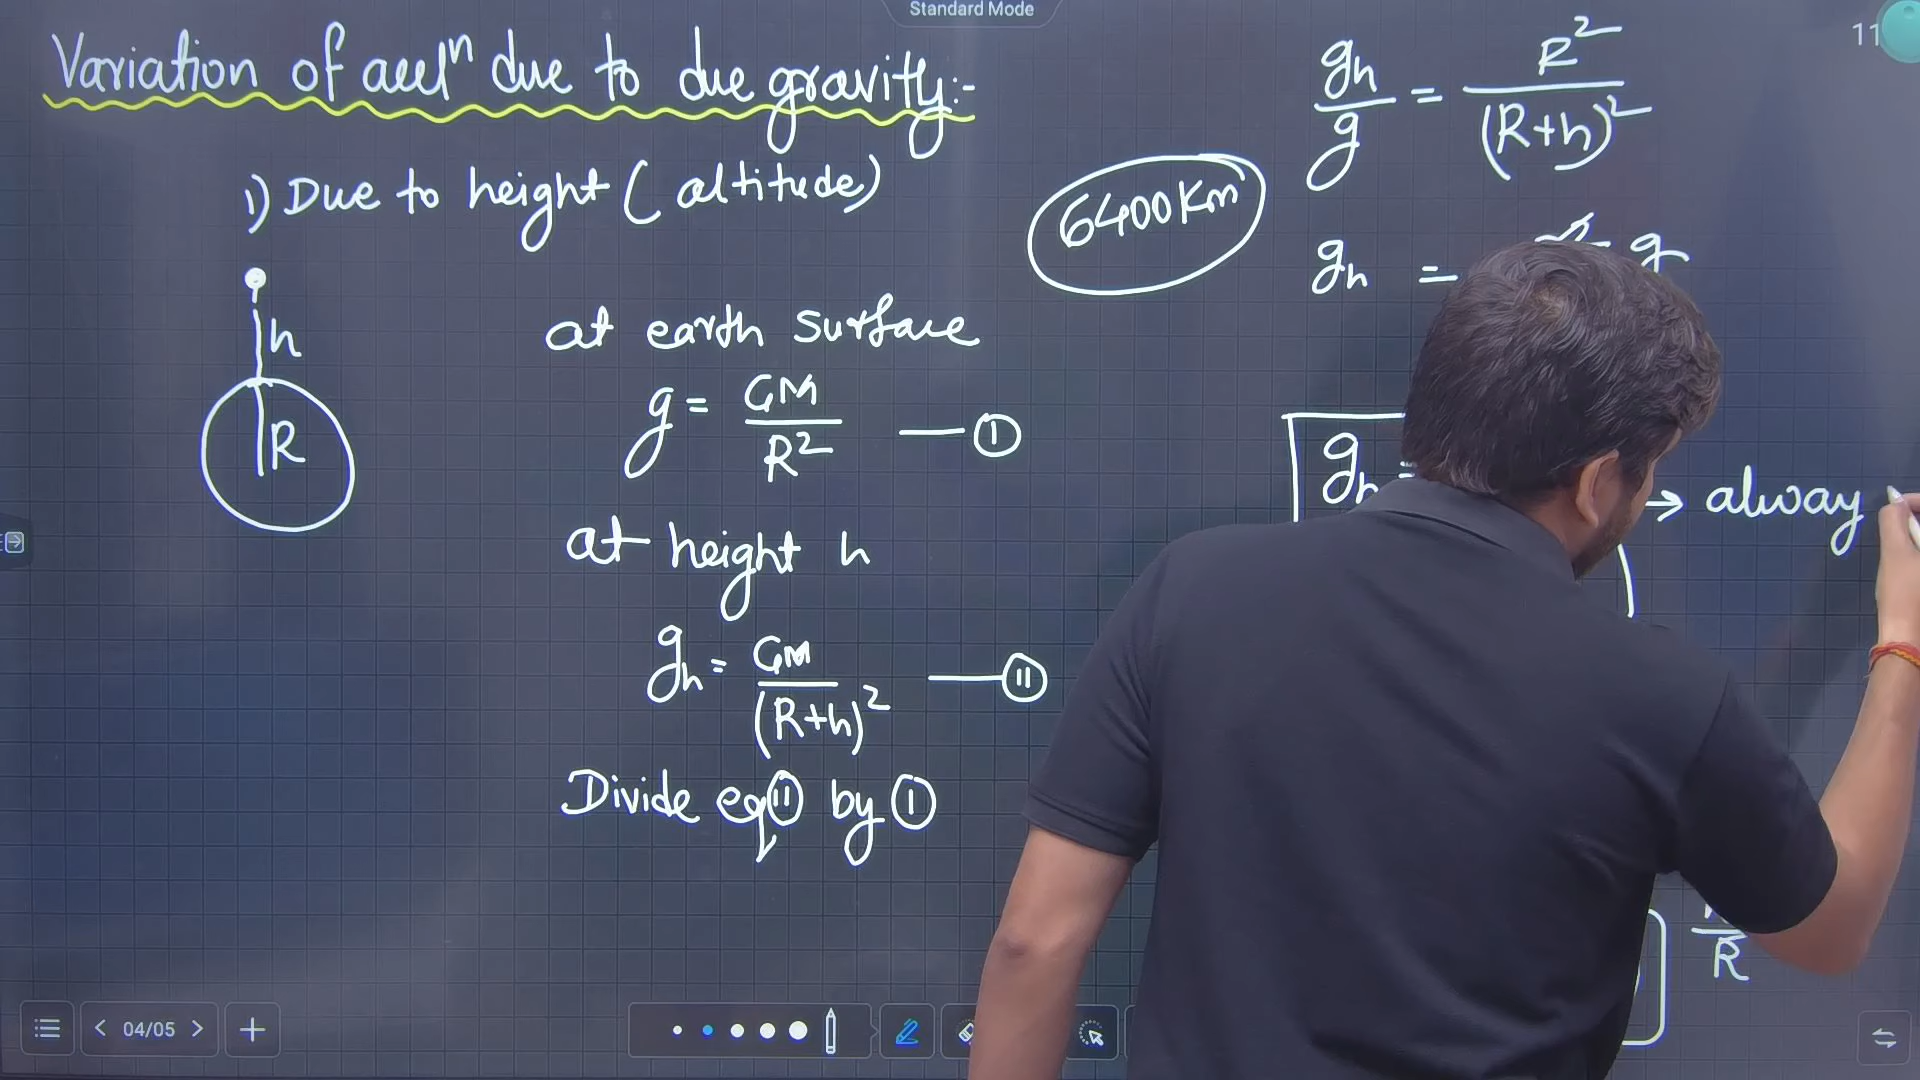 Standard Mode
11
Variation of accelⁿ due to due gravity:-
1) Due to height (altitude)
h
R
at earth surface
g = GM/R² — ①
at height h
gₕ = GM/(R+h)² — ⑪
Divide eq ⑪ by ①
6400 Km
gₕ/g = R²/(R+h)²
gₕ = g
gₕ = → alway
R
04/05